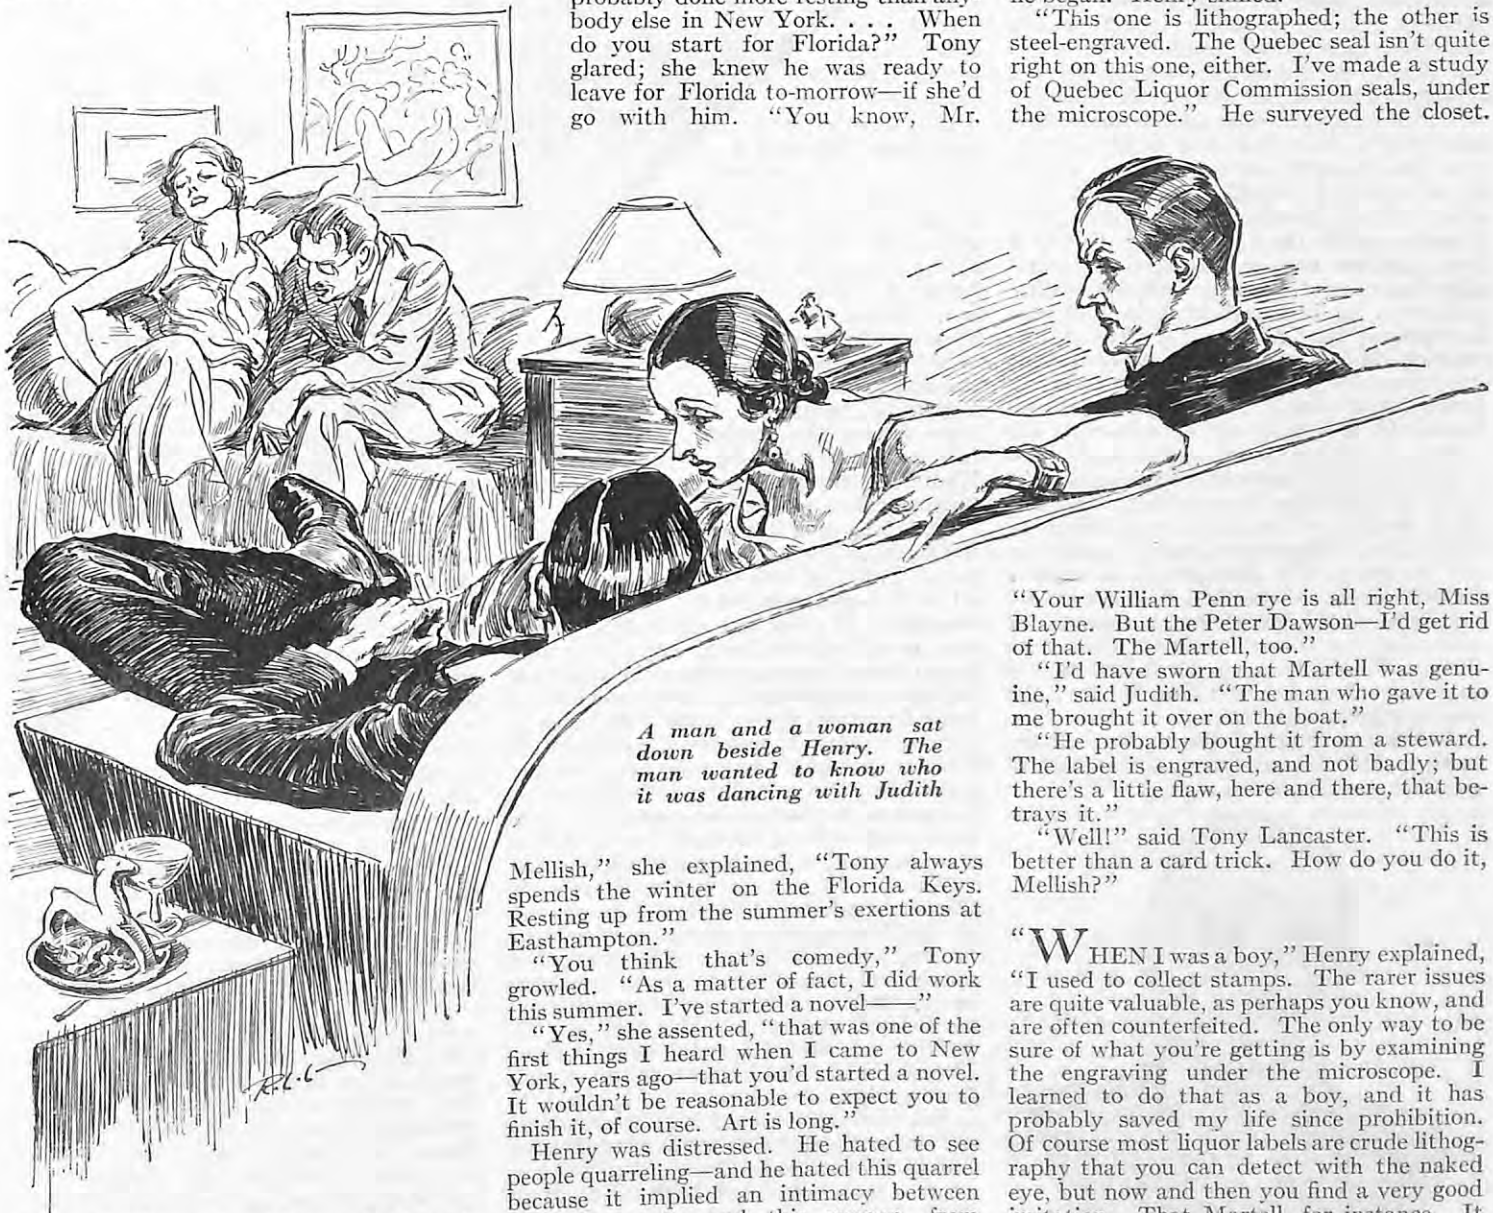 body else in New York. . . . When
do you start for Florida?” Tony
glared; she knew he was ready to
leave for Florida to-morrow—if she’d
go with him. “You know, Mr.
A man and a woman sat
down beside Henry. The
man wanted to know who
it was dancing with Judith
Mellish,” she explained, “Tony always
spends the winter on the Florida Keys.
Resting up from the summer’s exertions at
Easthampton.”
“You think that’s comedy,” Tony
growled. “As a matter of fact, I did work
this summer. I’ve started a novel——”
“Yes,” she assented, “that was one of the
first things I heard when I came to New
York, years ago—that you’d started a novel.
It wouldn’t be reasonable to expect you to
finish it, of course. Art is long.”
Henry was distressed. He hated to see
people quarreling—and he hated this quarrel
because it implied an intimacy between
“This one is lithographed; the other is
steel-engraved. The Quebec seal isn’t quite
right on this one, either. I’ve made a study
of Quebec Liquor Commission seals, under
the microscope.” He surveyed the closet.
“Your William Penn rye is all right, Miss
Blayne. But the Peter Dawson—I’d get rid
of that. The Martell, too.”
“I’d have sworn that Martell was genu-
ine,” said Judith. “The man who gave it to
me brought it over on the boat.”
“He probably bought it from a steward.
The label is engraved, and not badly; but
there’s a little flaw, here and there, that be-
trays it.”
“Well!” said Tony Lancaster. “This is
better than a card trick. How do you do it,
Mellish?”
“WHEN I was a boy,” Henry explained,
“I used to collect stamps. The rarer issues
are quite valuable, as perhaps you know, and
are often counterfeited. The only way to be
sure of what you’re getting is by examining
the engraving under the microscope. I
learned to do that as a boy, and it has
probably saved my life since prohibition.
Of course most liquor labels are crude lithog-
raphy that you can detect with the naked
eye, but now and then you find a very good